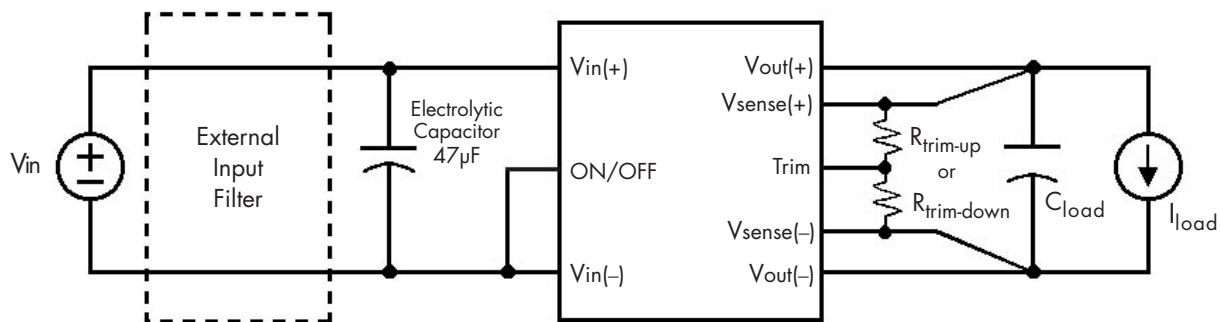 Vin
External
Input
Filter
Electrolytic
Capacitor
47µF
Vin(+)
ON/OFF
Vin(–)
Vout(+)
Vsense(+)
Trim
Vsense(–)
Vout(–)
Rtrim-up
or
Rtrim-down
Cload
Iload